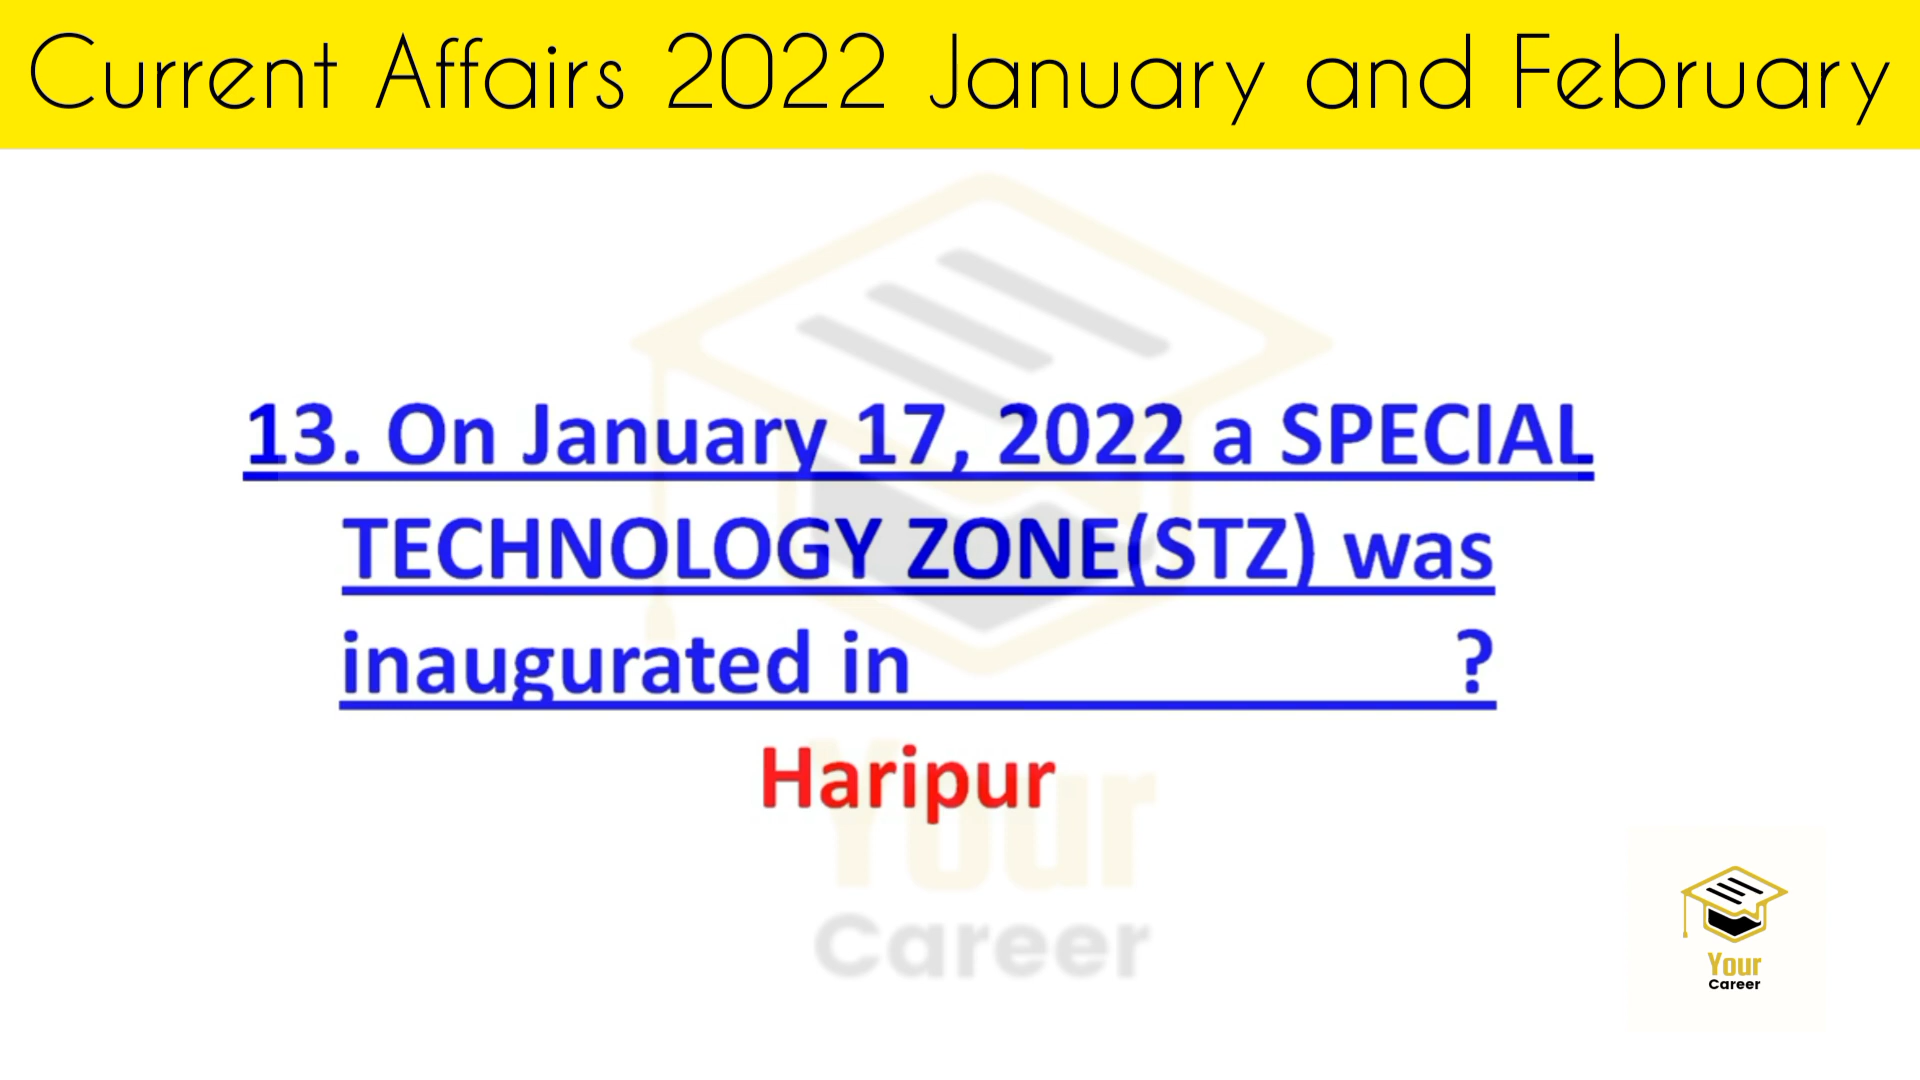 Current Affairs 2022 January and February
13. On January 17, 2022 a SPECIAL
TECHNOLOGY ZONE(STZ) was
inaugurated in ?
Haripur
Your
Career
Your
Career